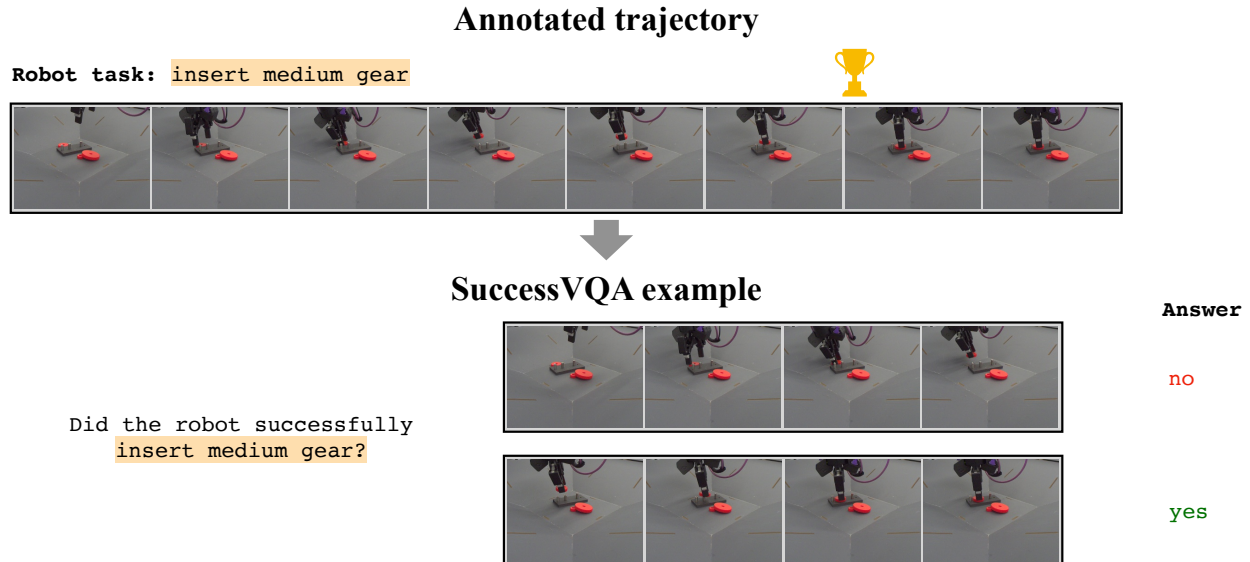 Annotated trajectory
Robot task: insert medium gear
SuccessVQA example
Answer
no
Did the robot successfully
insert medium gear?
yes